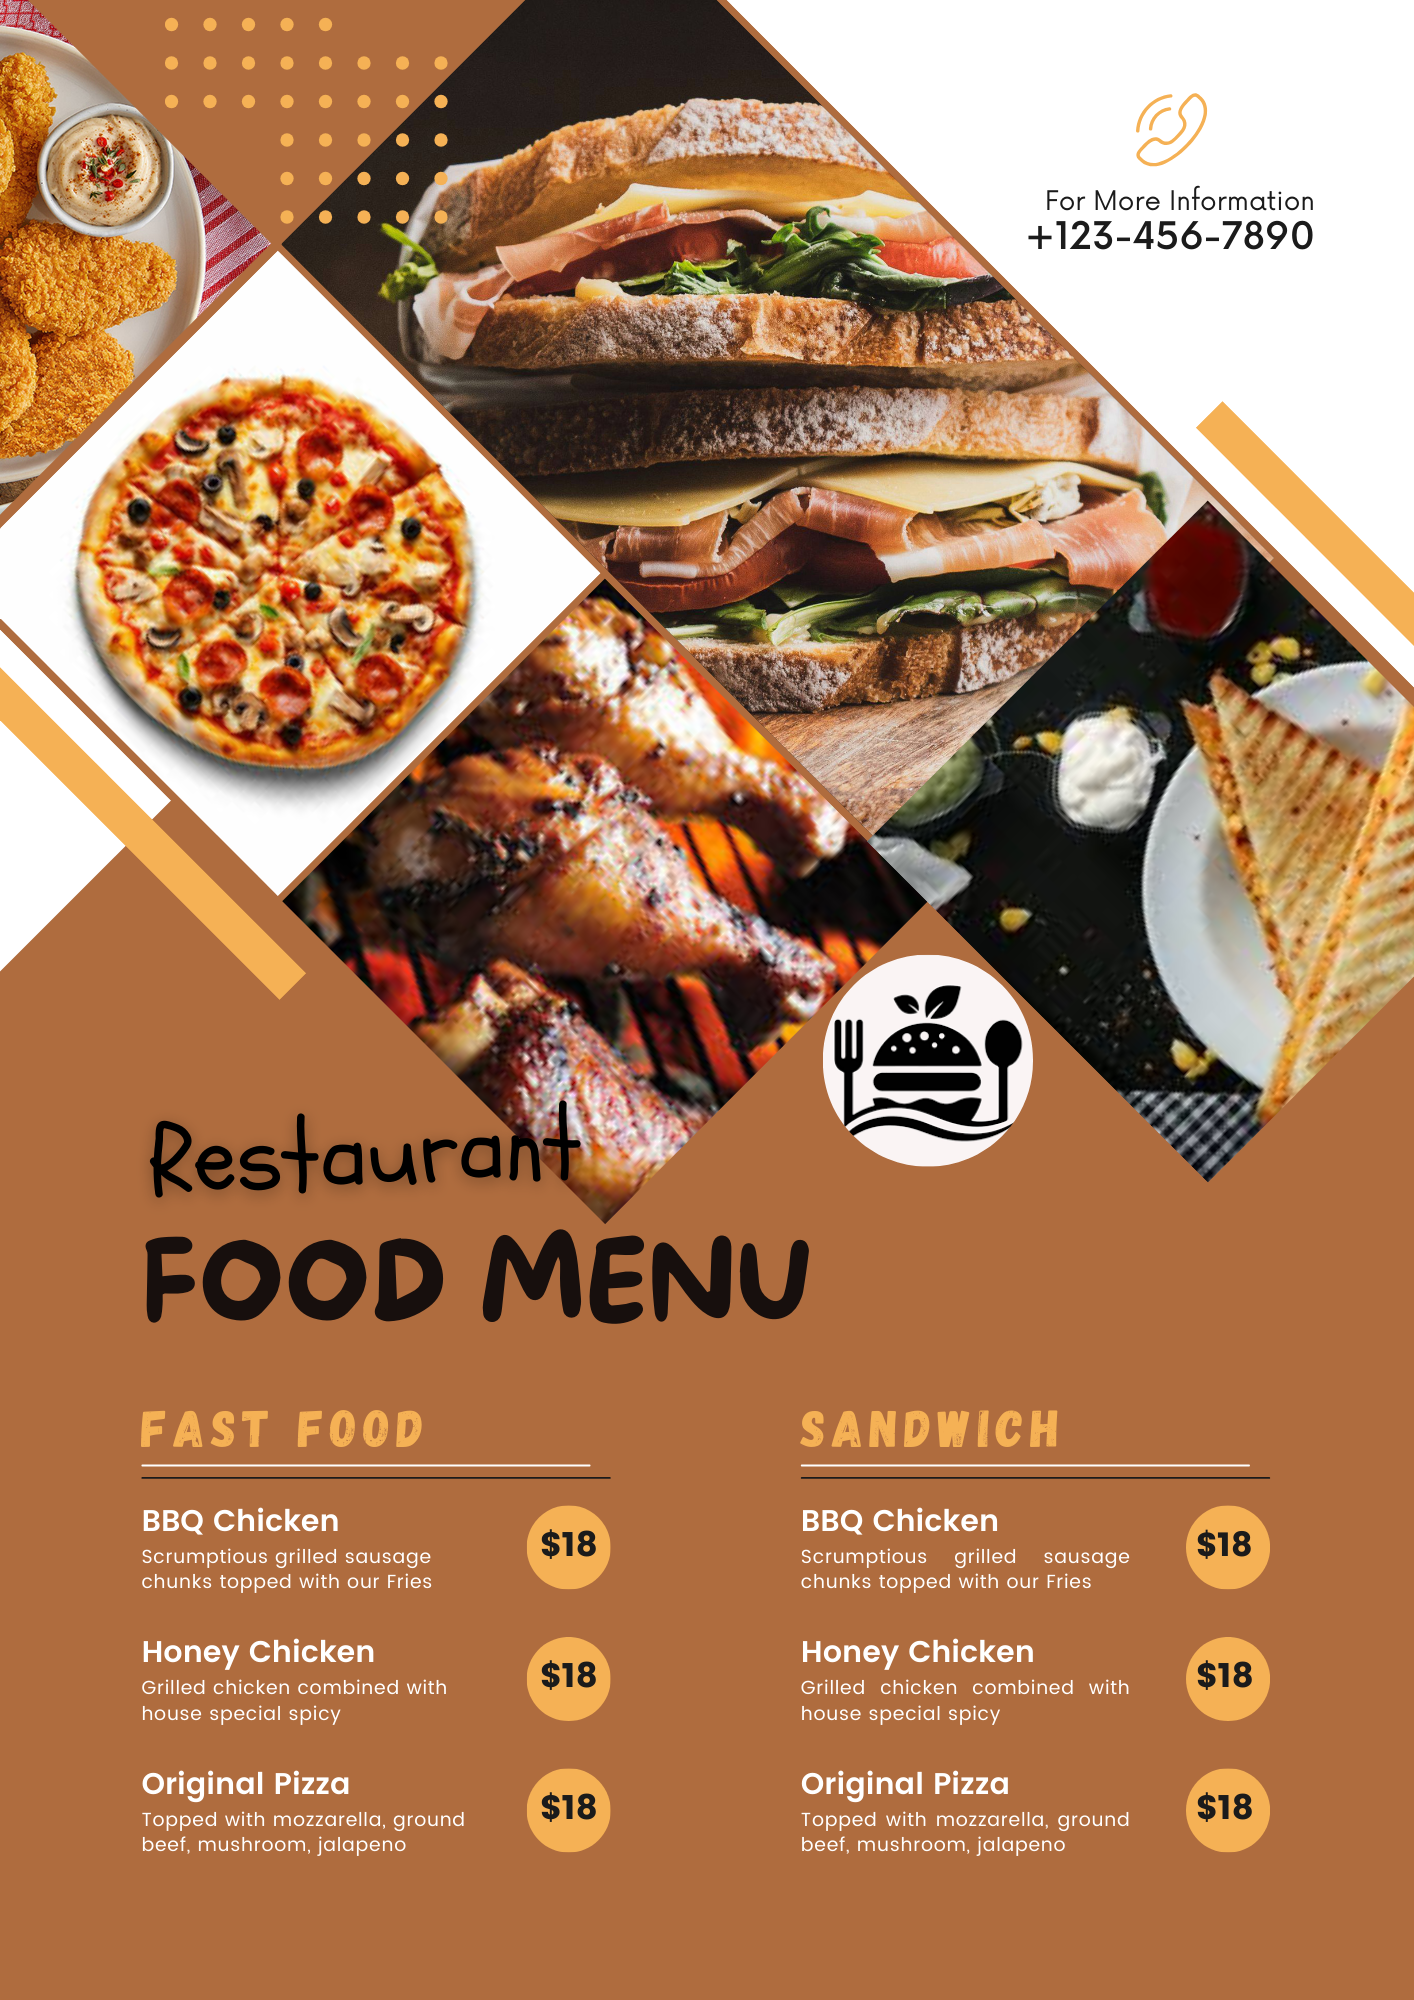 For More Information
+123-456-7890
Restaurant
FOOD MENU
FAST FOOD
BBQ Chicken
$18
Scrumptious grilled sausage
chunks topped with our Fries
Honey Chicken
$18
Grilled chicken combined with
house special spicy
Original Pizza
$18
Topped with mozzarella, ground
beef, mushroom, jalapeno
SANDWICH
BBQ Chicken
$18
Scrumptious grilled sausage
chunks topped with our Fries
Honey Chicken
$18
Grilled chicken combined with
house special spicy
Original Pizza
$18
Topped with mozzarella, ground
beef, mushroom, jalapeno